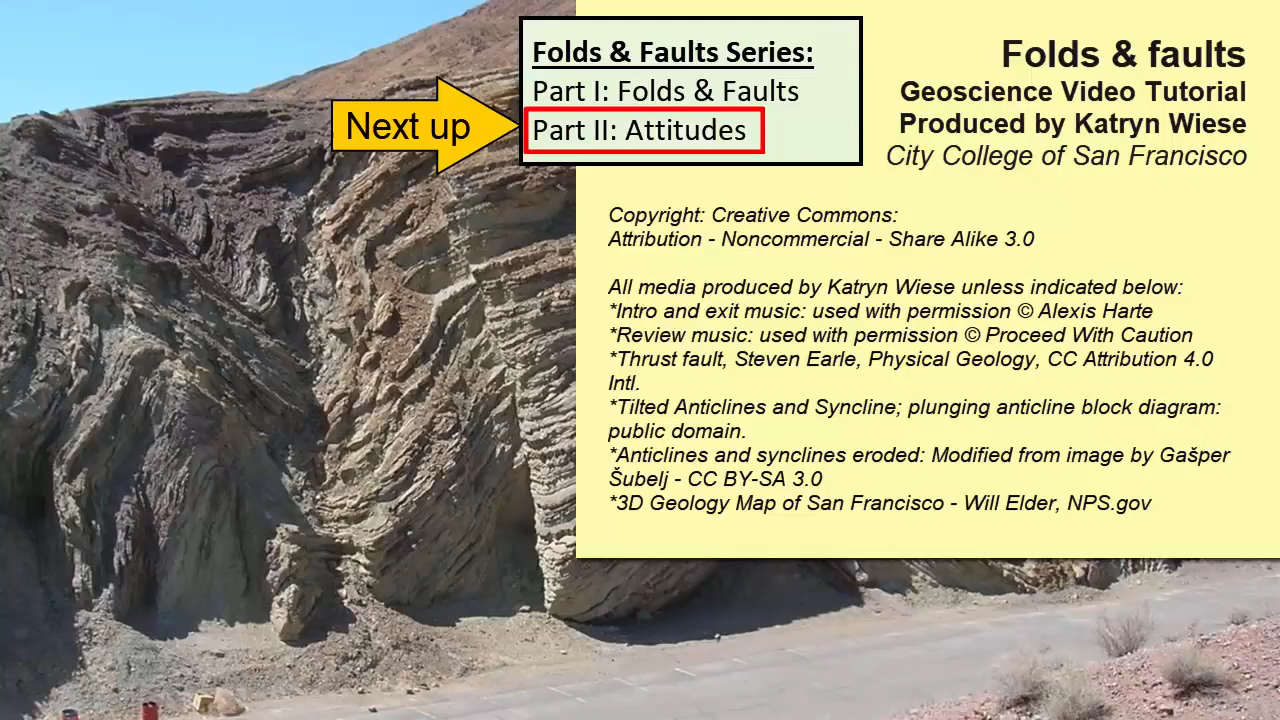 Folds & Faults Series:
Part I: Folds & Faults
Next up
Part II: Attitudes
Folds & faults
Geoscience Video Tutorial
Produced by Katryn Wiese
City College of San Francisco
Copyright: Creative Commons:
Attribution - Noncommercial - Share Alike 3.0
All media produced by Katryn Wiese unless indicated below:
*Intro and exit music: used with permission © Alexis Harte
*Review music: used with permission © Proceed With Caution
*Thrust fault, Steven Earle, Physical Geology, CC Attribution 4.0
Intl.
*Tilted Anticlines and Syncline; plunging anticline block diagram:
public domain.
*Anticlines and synclines eroded: Modified from image by Gašper
Šubelj - CC BY-SA 3.0
*3D Geology Map of San Francisco - Will Elder, NPS.gov